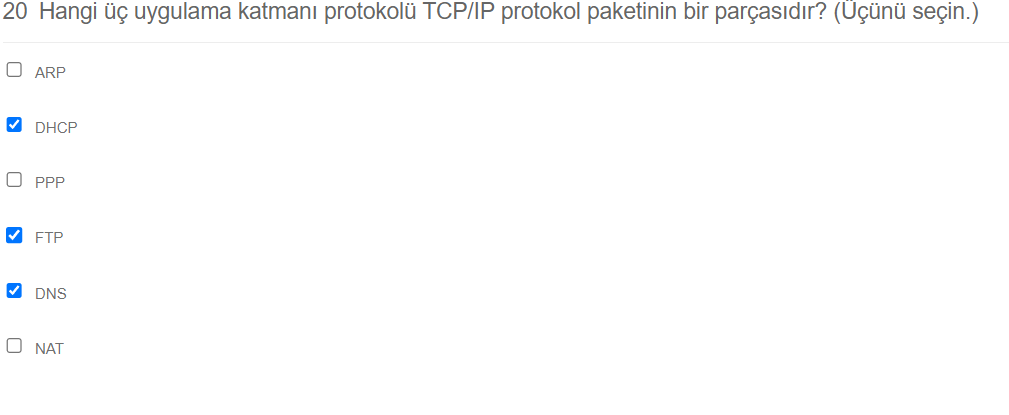 20 Hangi üç uygulama katmanı protokolü TCP/IP protokol paketinin bir parçasıdır? (Üçünü seçin.)
ARP
DHCP
PPP
FTP
DNS
NAT